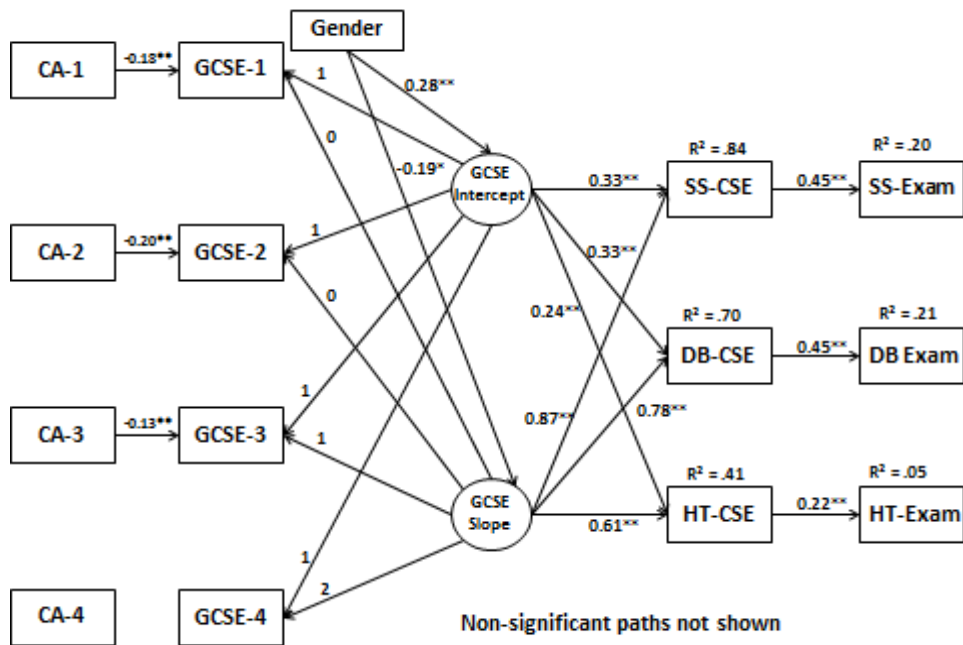 Gender
CA-1
-0.18**
GCSE-1
1
0.28**
0
-0.19*
GCSE
Intercept
R² = .84
R² = .20
0.33**
SS-CSE
0.45**
SS-Exam
CA-2
-0.20**
GCSE-2
1
0.33**
0
0.24**
R² = .70
R² = .21
DB-CSE
0.45**
DB Exam
1
0.87**
0.78**
CA-3
-0.13**
GCSE-3
1
R² = .41
R² = .05
GCSE
Slope
0.61**
HT-CSE
0.22**
HT-Exam
1
2
CA-4
GCSE-4
Non-significant paths not shown